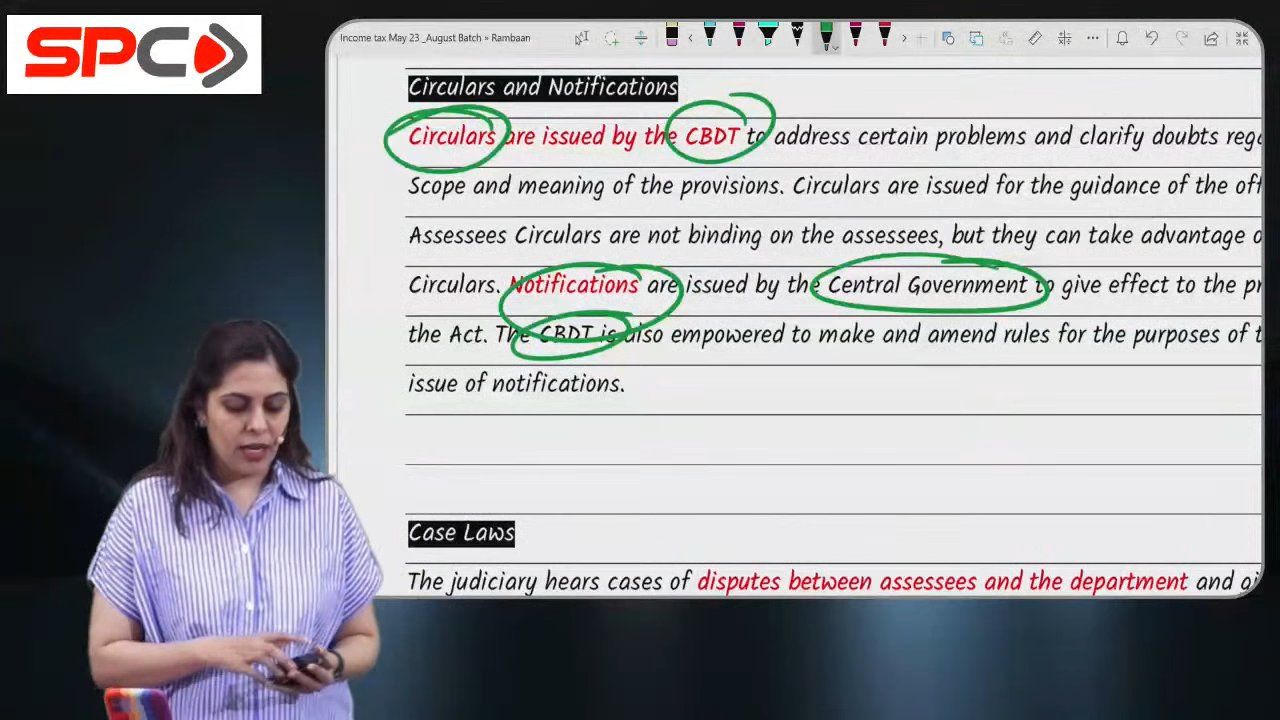 SPC
Income tax May 23 _August Batch » Rambaan
Circulars and Notifications
Circulars are issued by the CBDT to address certain problems and clarify doubts
Scope and meaning of the provisions. Circulars are issued for the guidance of the
Assessees Circulars are not binding on the assessees, but they can take advantage
Circulars. Notifications are issued by the Central Government to give effect to the
the Act. The CBDT is also empowered to make and amend rules for the purposes of
issue of notifications.
Case Laws
The judiciary hears cases of disputes between assessees and the department and